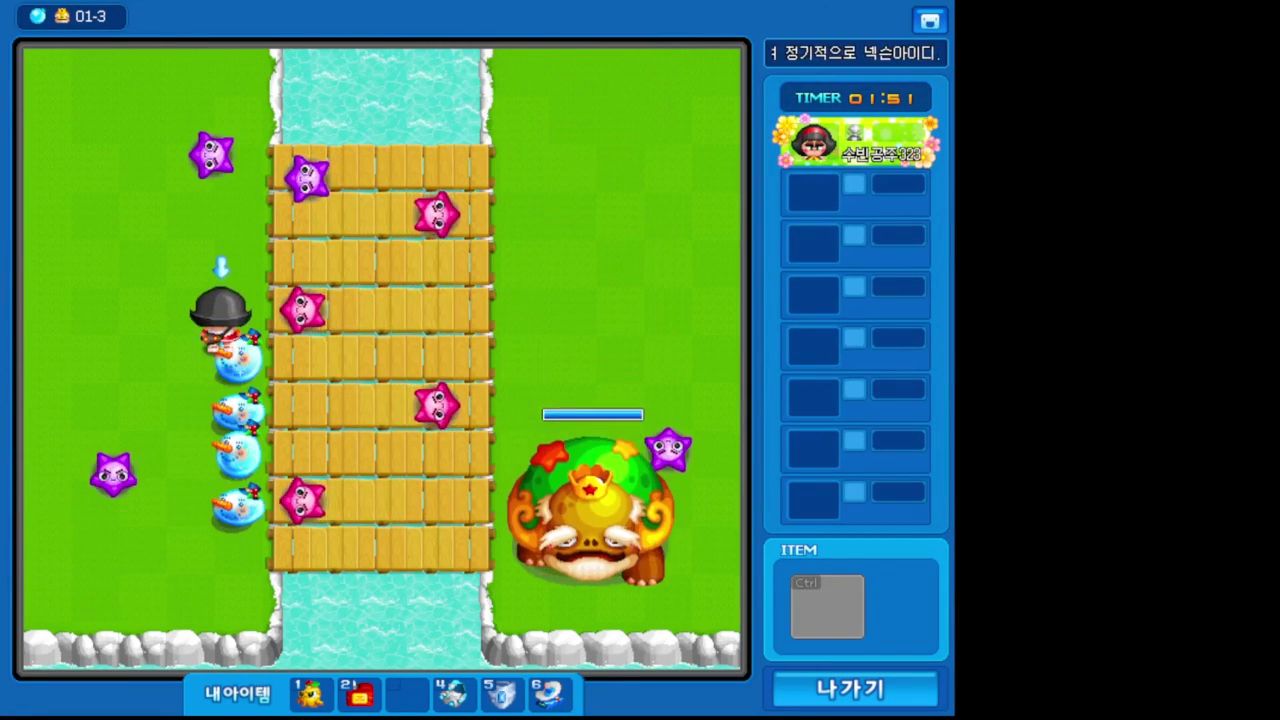 01-3
ㅕ 정기적으로 넥슨아이디.
TIMER 01:51
수빈공주323
ITEM
Ctrl
내아이템 1 2 4 5 6
나가기